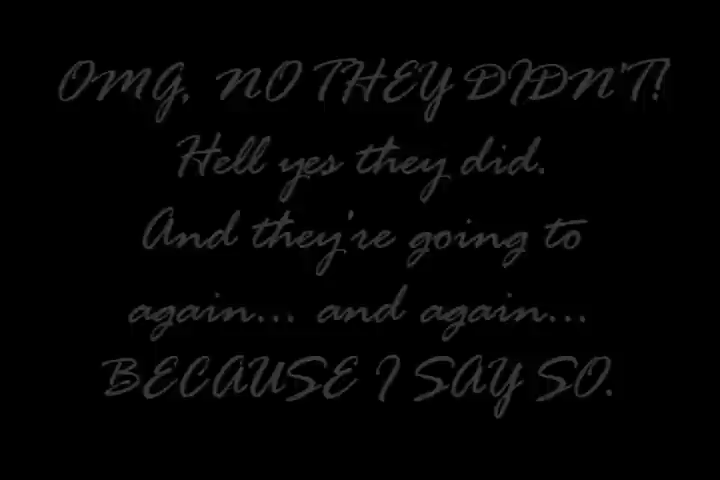 OMG, NO THEY DIDN'T!
Hell yes they did.
And they're going to
again... and again...
BECAUSE I SAY SO.